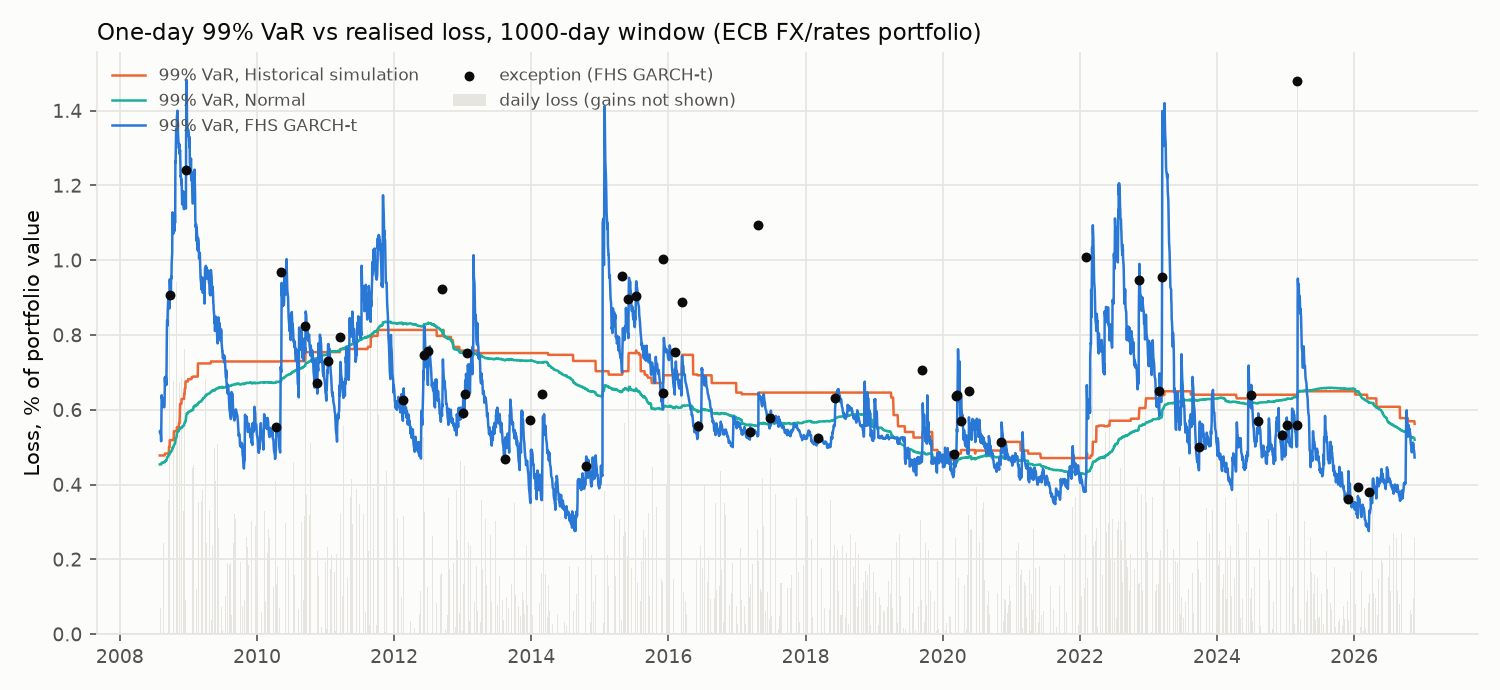 One-day 99% VaR vs realised loss, 1000-day window (ECB FX/rates portfolio)
99% VaR, Historical simulation
99% VaR, Normal
99% VaR, FHS GARCH-t
exception (FHS GARCH-t)
daily loss (gains not shown)
Loss, % of portfolio value
1.4
1.2
1.0
0.8
0.6
0.4
0.2
0.0
2008 2010 2012 2014 2016 2018 2020 2022 2024 2026